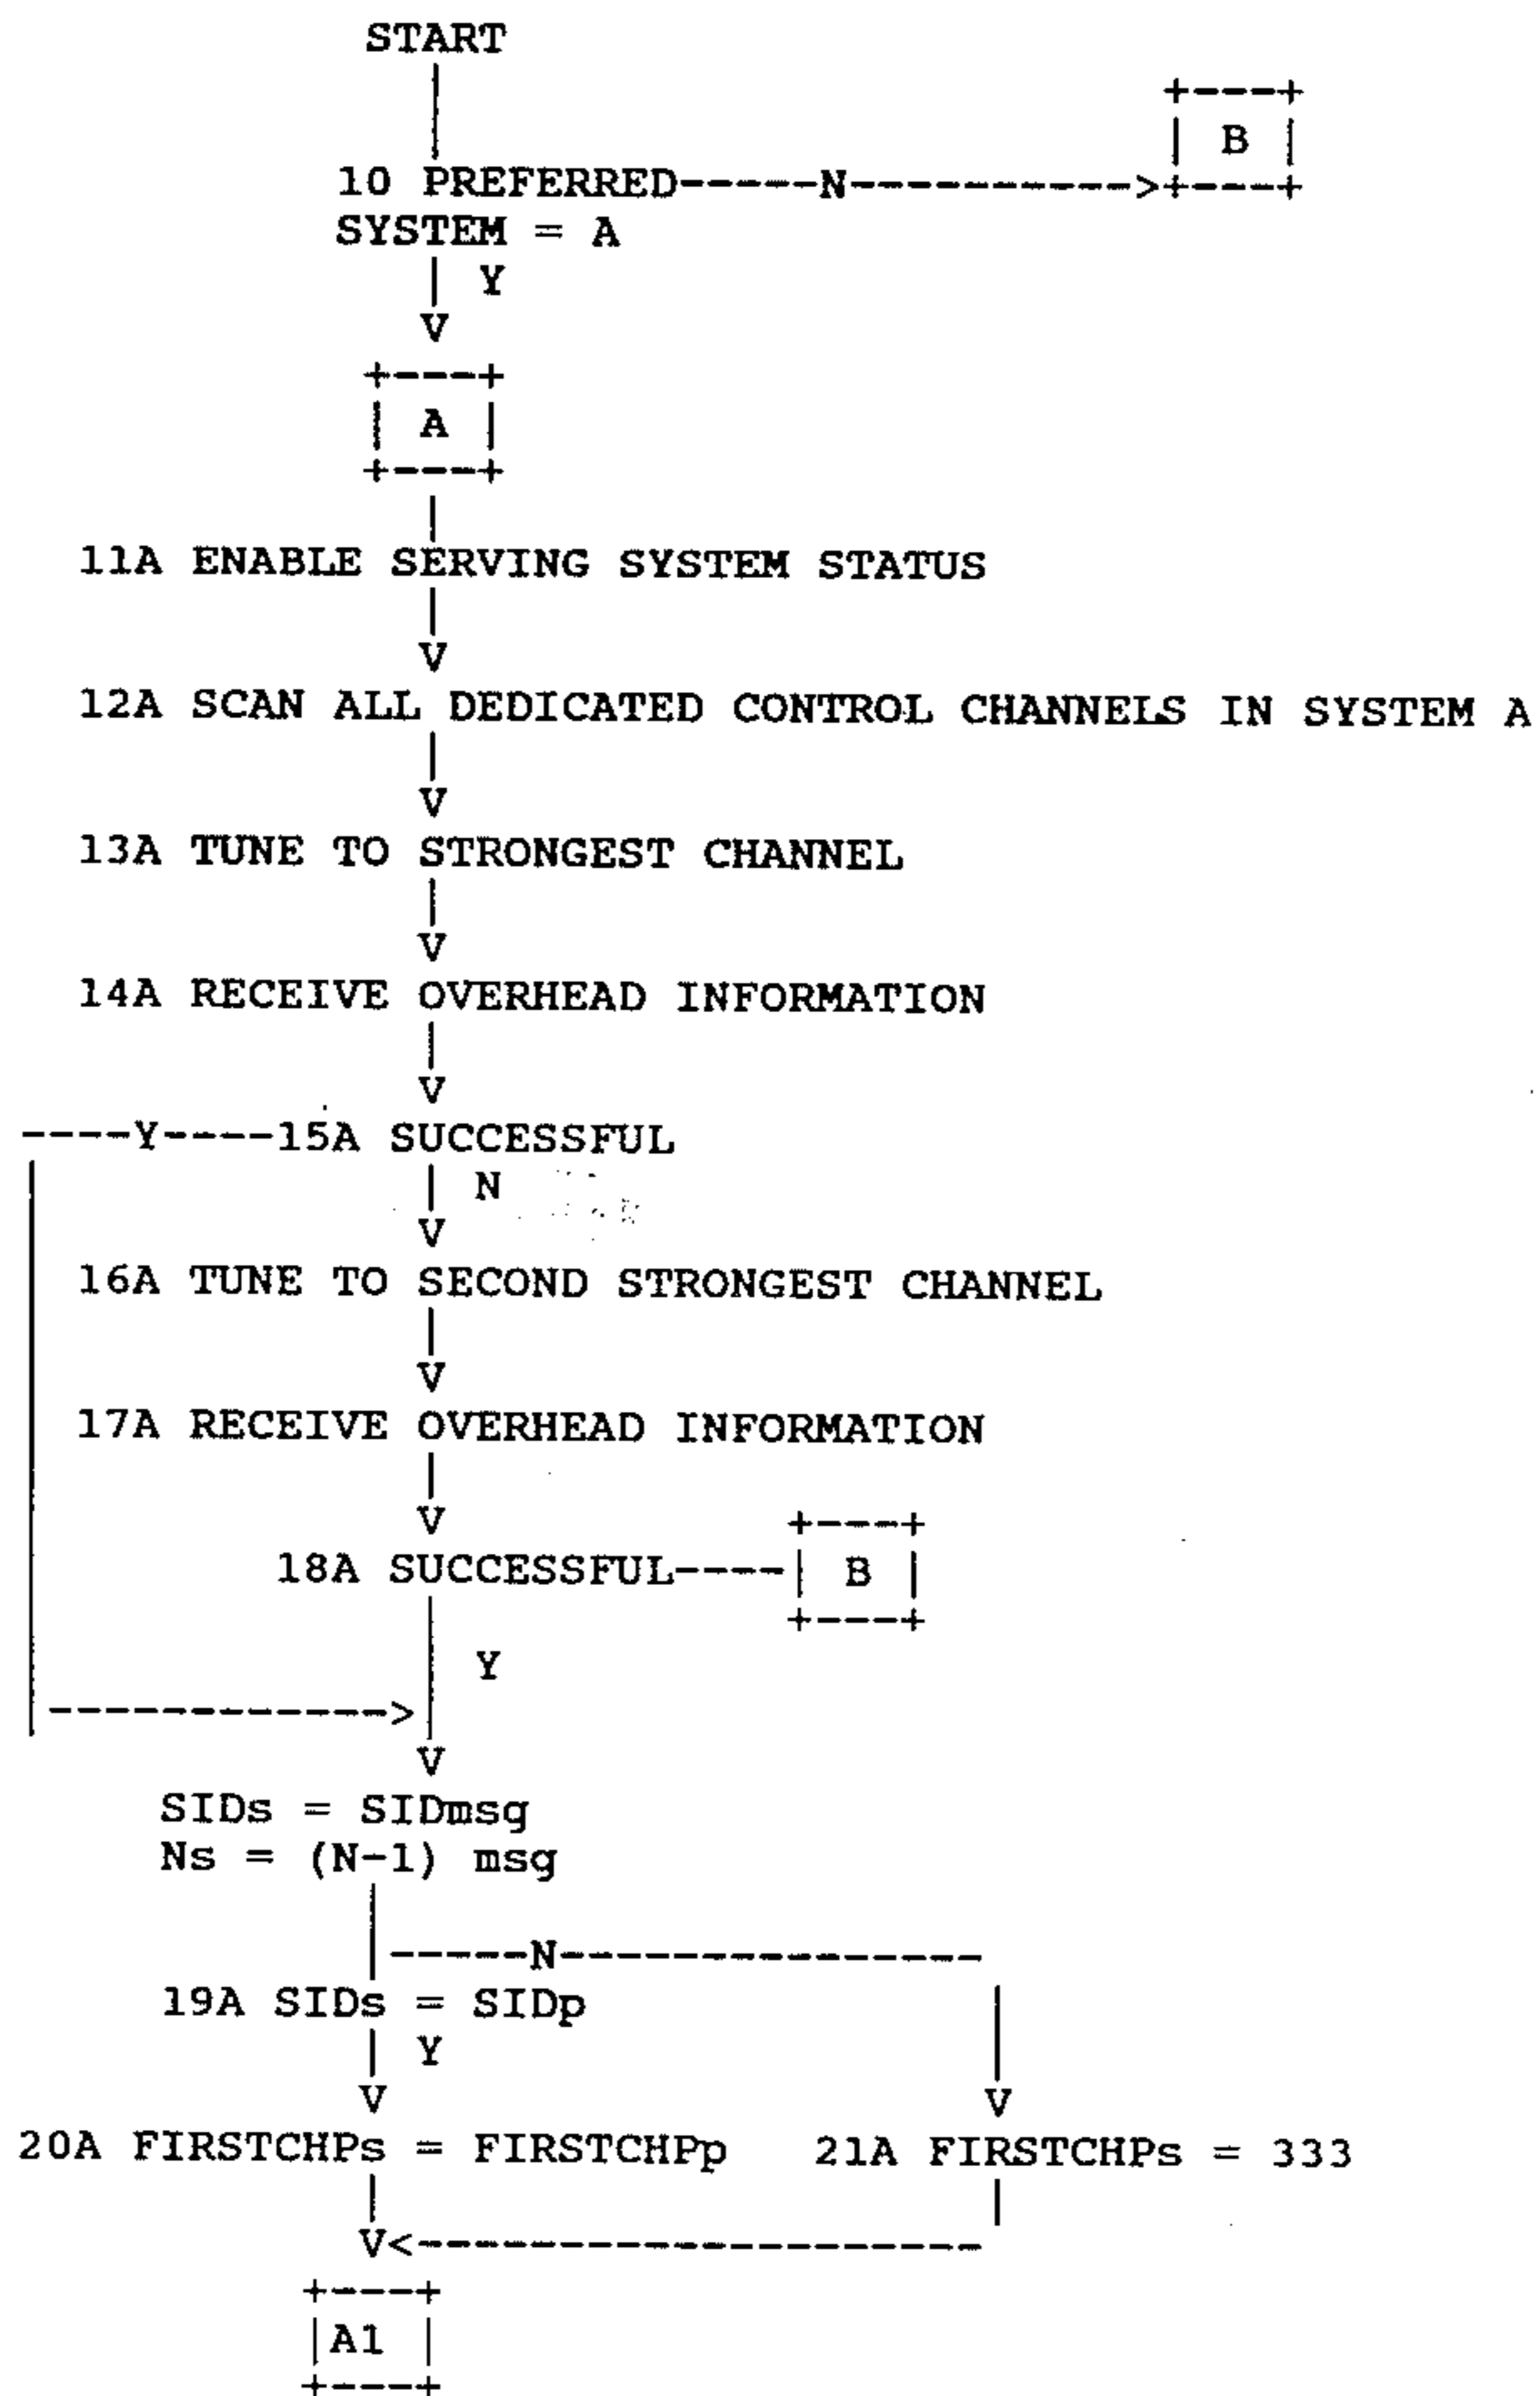 START
B
10 PREFERRED-----N----------->
SYSTEM = A
Y
V
A
11A ENABLE SERVING SYSTEM STATUS
V
12A SCAN ALL DEDICATED CONTROL CHANNELS IN SYSTEM A
V
13A TUNE TO STRONGEST CHANNEL
V
14A RECEIVE OVERHEAD INFORMATION
V
----Y----15A SUCCESSFUL
N
V
16A TUNE TO SECOND STRONGEST CHANNEL
V
17A RECEIVE OVERHEAD INFORMATION
V
18A SUCCESSFUL---- B
Y
V
SIDs = SIDmsg
Ns = (N-1) msg
N
19A SIDs = SIDp
Y
V V
20A FIRSTCHPs = FIRSTCHPp 21A FIRSTCHPs = 333
V<--------------------
A1